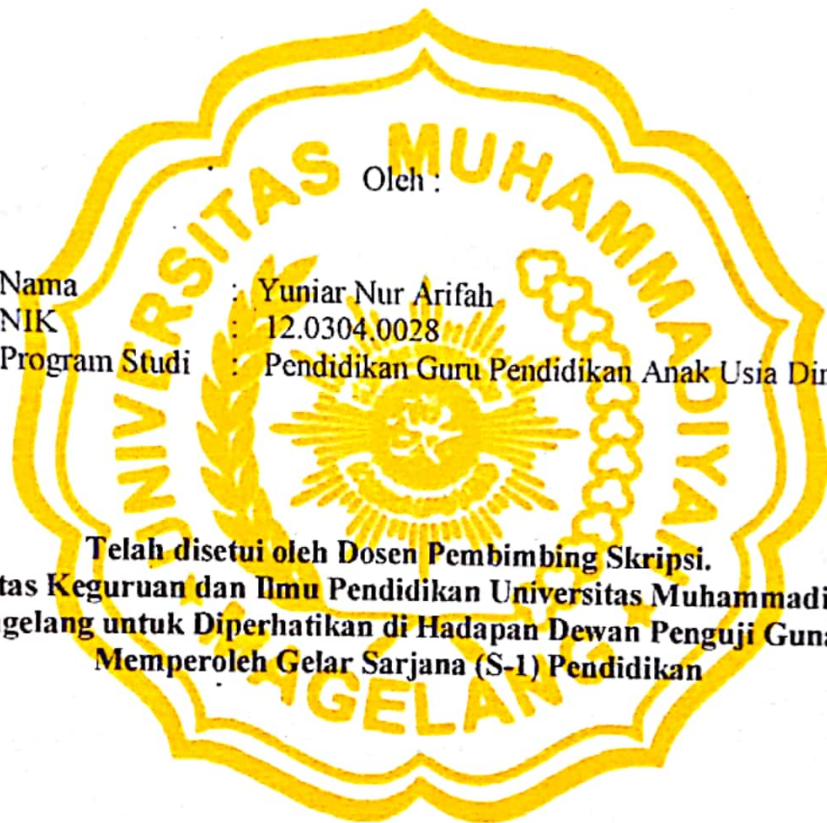 Oleh :
Nama : Yuniar Nur Arifah
NIK : 12.0304.0028
Program Studi : Pendidikan Guru Pendidikan Anak Usia Din
Telah disetui oleh Dosen Pembimbing Skripsi.
tas Keguruan dan Ilmu Pendidikan Universitas Muhammadi
gelang untuk Diperhatikan di Hadapan Dewan Penguji Guna
Memperoleh Gelar Sarjana (S-1) Pendidikan
UNIVERSITAS MUHAMMADIYAH
MAGELANG